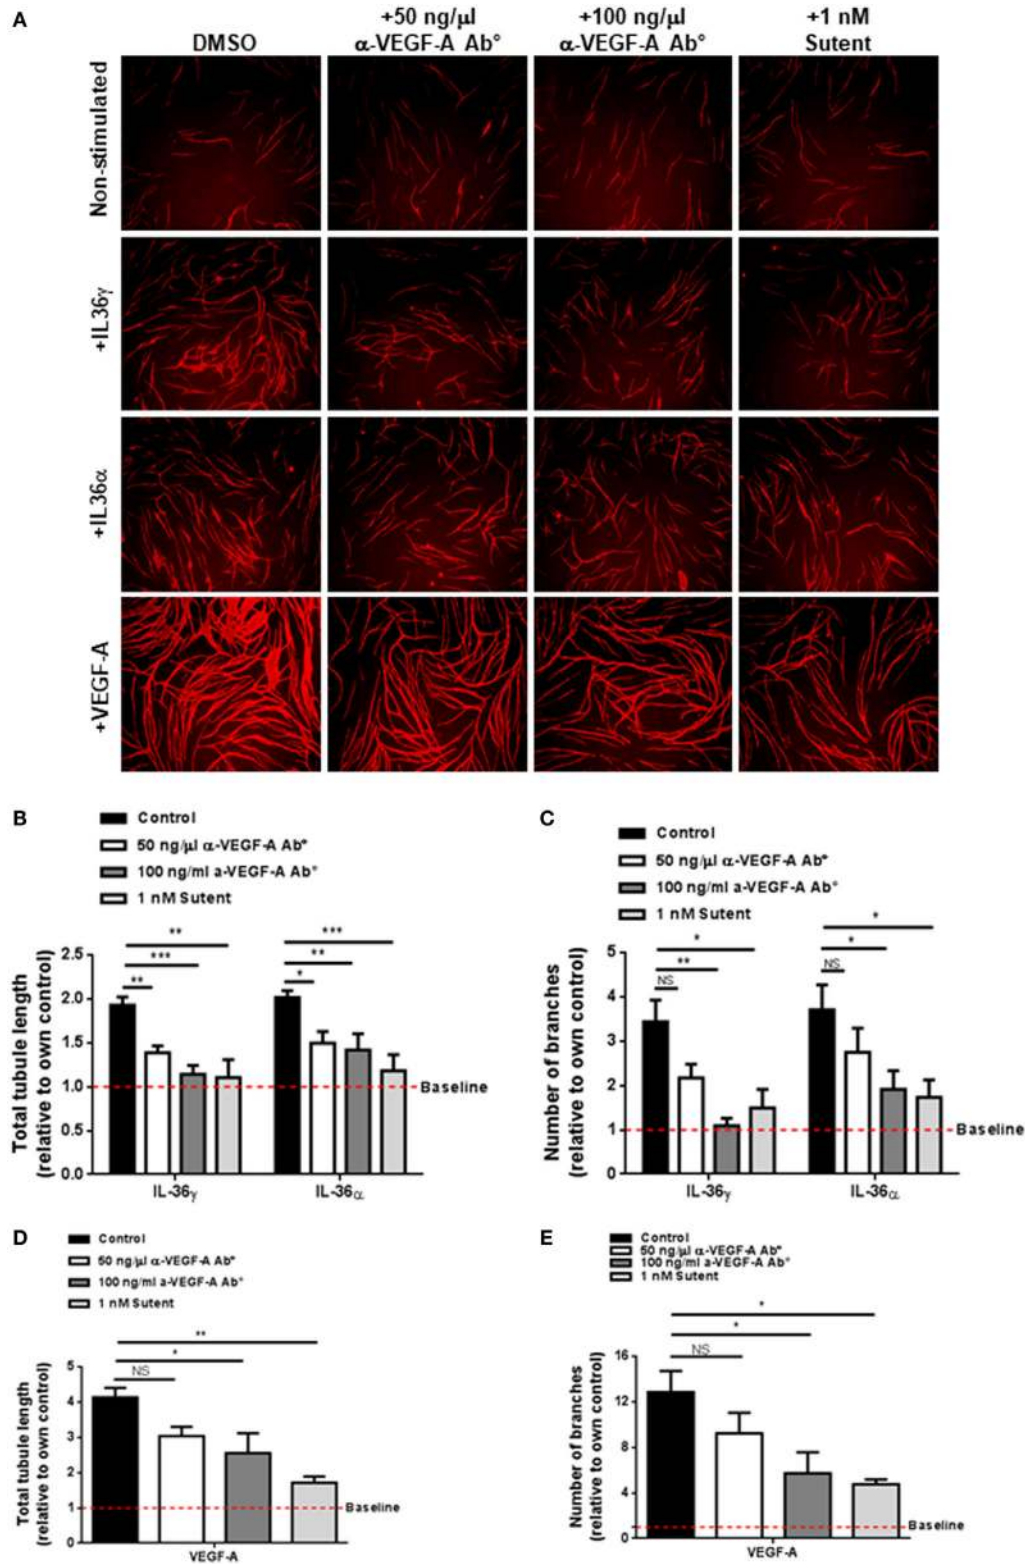 A
DMSO
+50 ng/μl
α-VEGF-A Ab°
+100 ng/μl
α-VEGF-A Ab°
+1 nM
Sutent
Non-stimulated
+IL36γ
+IL36α
+VEGF-A
B
Control
50 ng/μl α-VEGF-A Ab°
100 ng/ml a-VEGF-A Ab°
1 nM Sutent
Total tubule length
(relative to own control)
2.5
2.0
1.5
1.0
0.5
0.0
**
***
**
***
**
*
Baseline
IL-36γ
IL-36α
C
Control
50 ng/μl α-VEGF-A Ab°
100 ng/ml a-VEGF-A Ab°
1 nM Sutent
Number of branches
(relative to own control)
5
4
3
2
1
0
*
**
NS
*
*
NS
Baseline
IL-36γ
IL-36α
D
Control
50 ng/μl α-VEGF-A Ab°
100 ng/ml a-VEGF-A Ab°
1 nM Sutent
Total tubule length
(relative to own control)
5
4
3
2
1
0
**
*
NS
Baseline
VEGF-A
E
Control
50 ng/μl α-VEGF-A Ab°
100 ng/ml a-VEGF-A Ab°
1 nM Sutent
Number of branches
(relative to own control)
16
12
8
4
0
*
*
NS
Baseline
VEGF-A